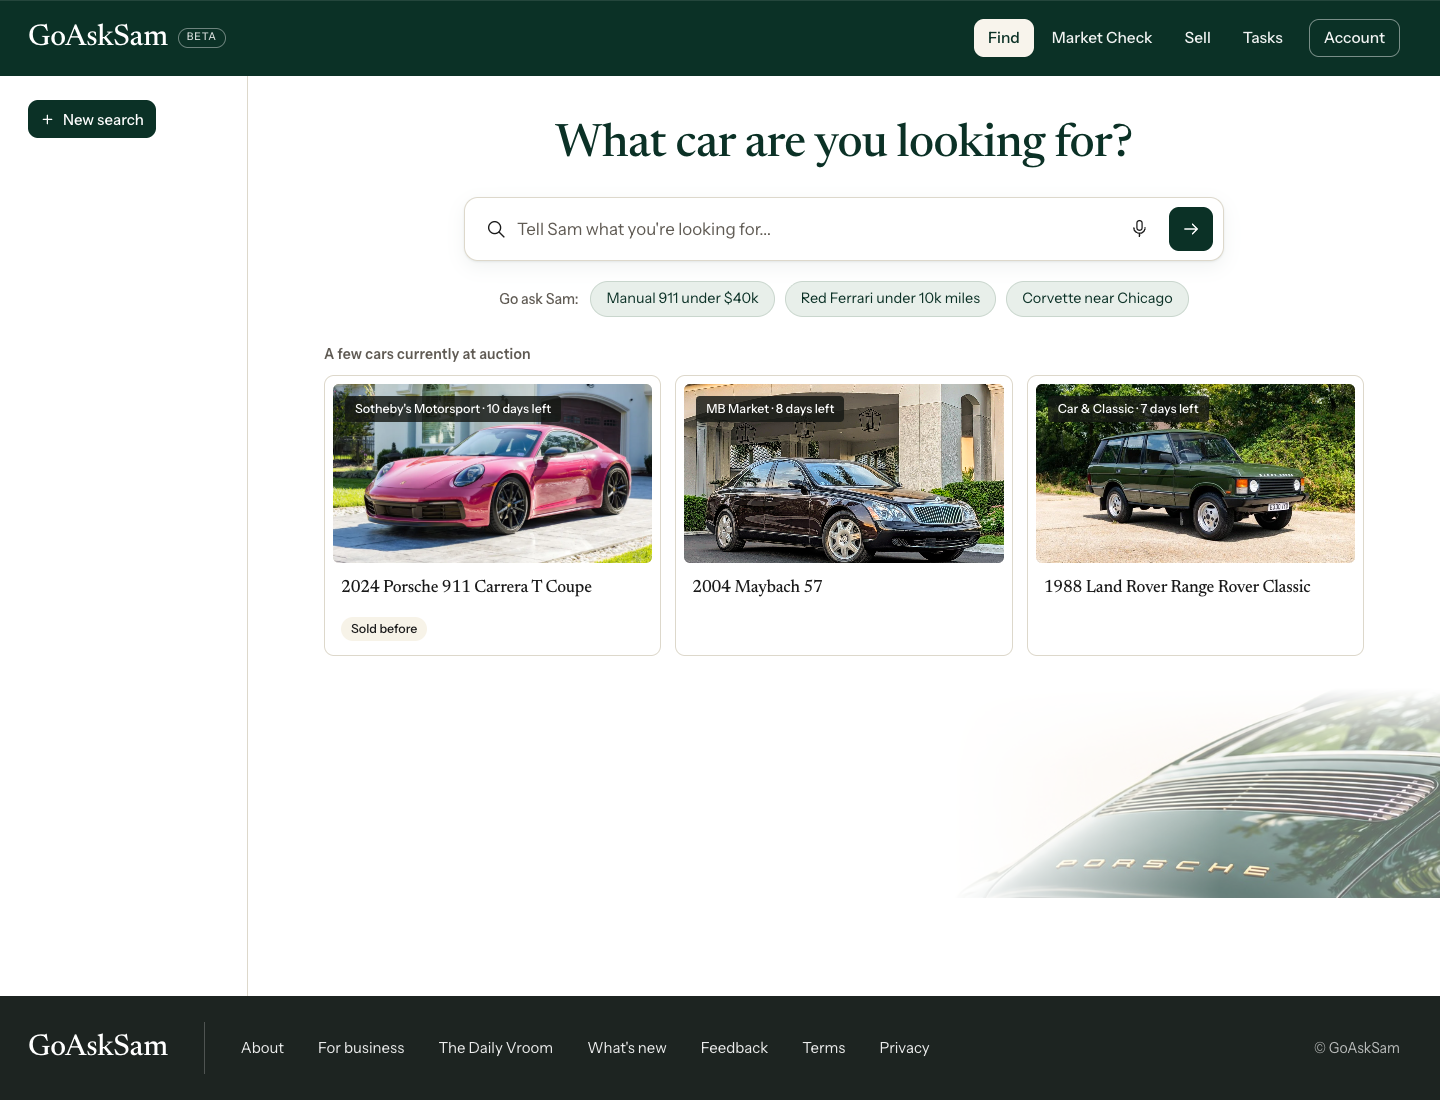 GoAskSam BETA
Find Market Check Sell Tasks Account
+ New search
What car are you looking for?
Tell Sam what you're looking for...
Go ask Sam: Manual 911 under $40k Red Ferrari under 10k miles Corvette near Chicago
A few cars currently at auction
Sotheby's Motorsport · 10 days left
MB Market · 8 days left
Car & Classic · 7 days left
2024 Porsche 911 Carrera T Coupe
2004 Maybach 57
1988 Land Rover Range Rover Classic
Sold before
PORSCHE
GoAskSam About For business The Daily Vroom What's new Feedback Terms Privacy © GoAskSam